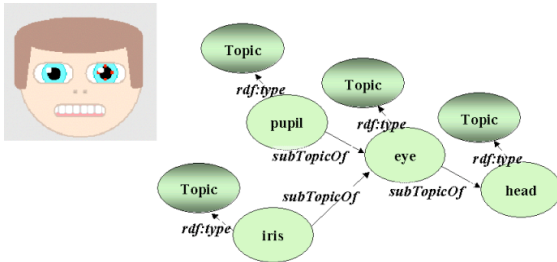 Topic
rdf:type
Topic
pupil
rdf:type
Topic
subTopicOf
eye
rdf:type
Topic
subTopicOf
subTopicOf
head
rdf:type
iris